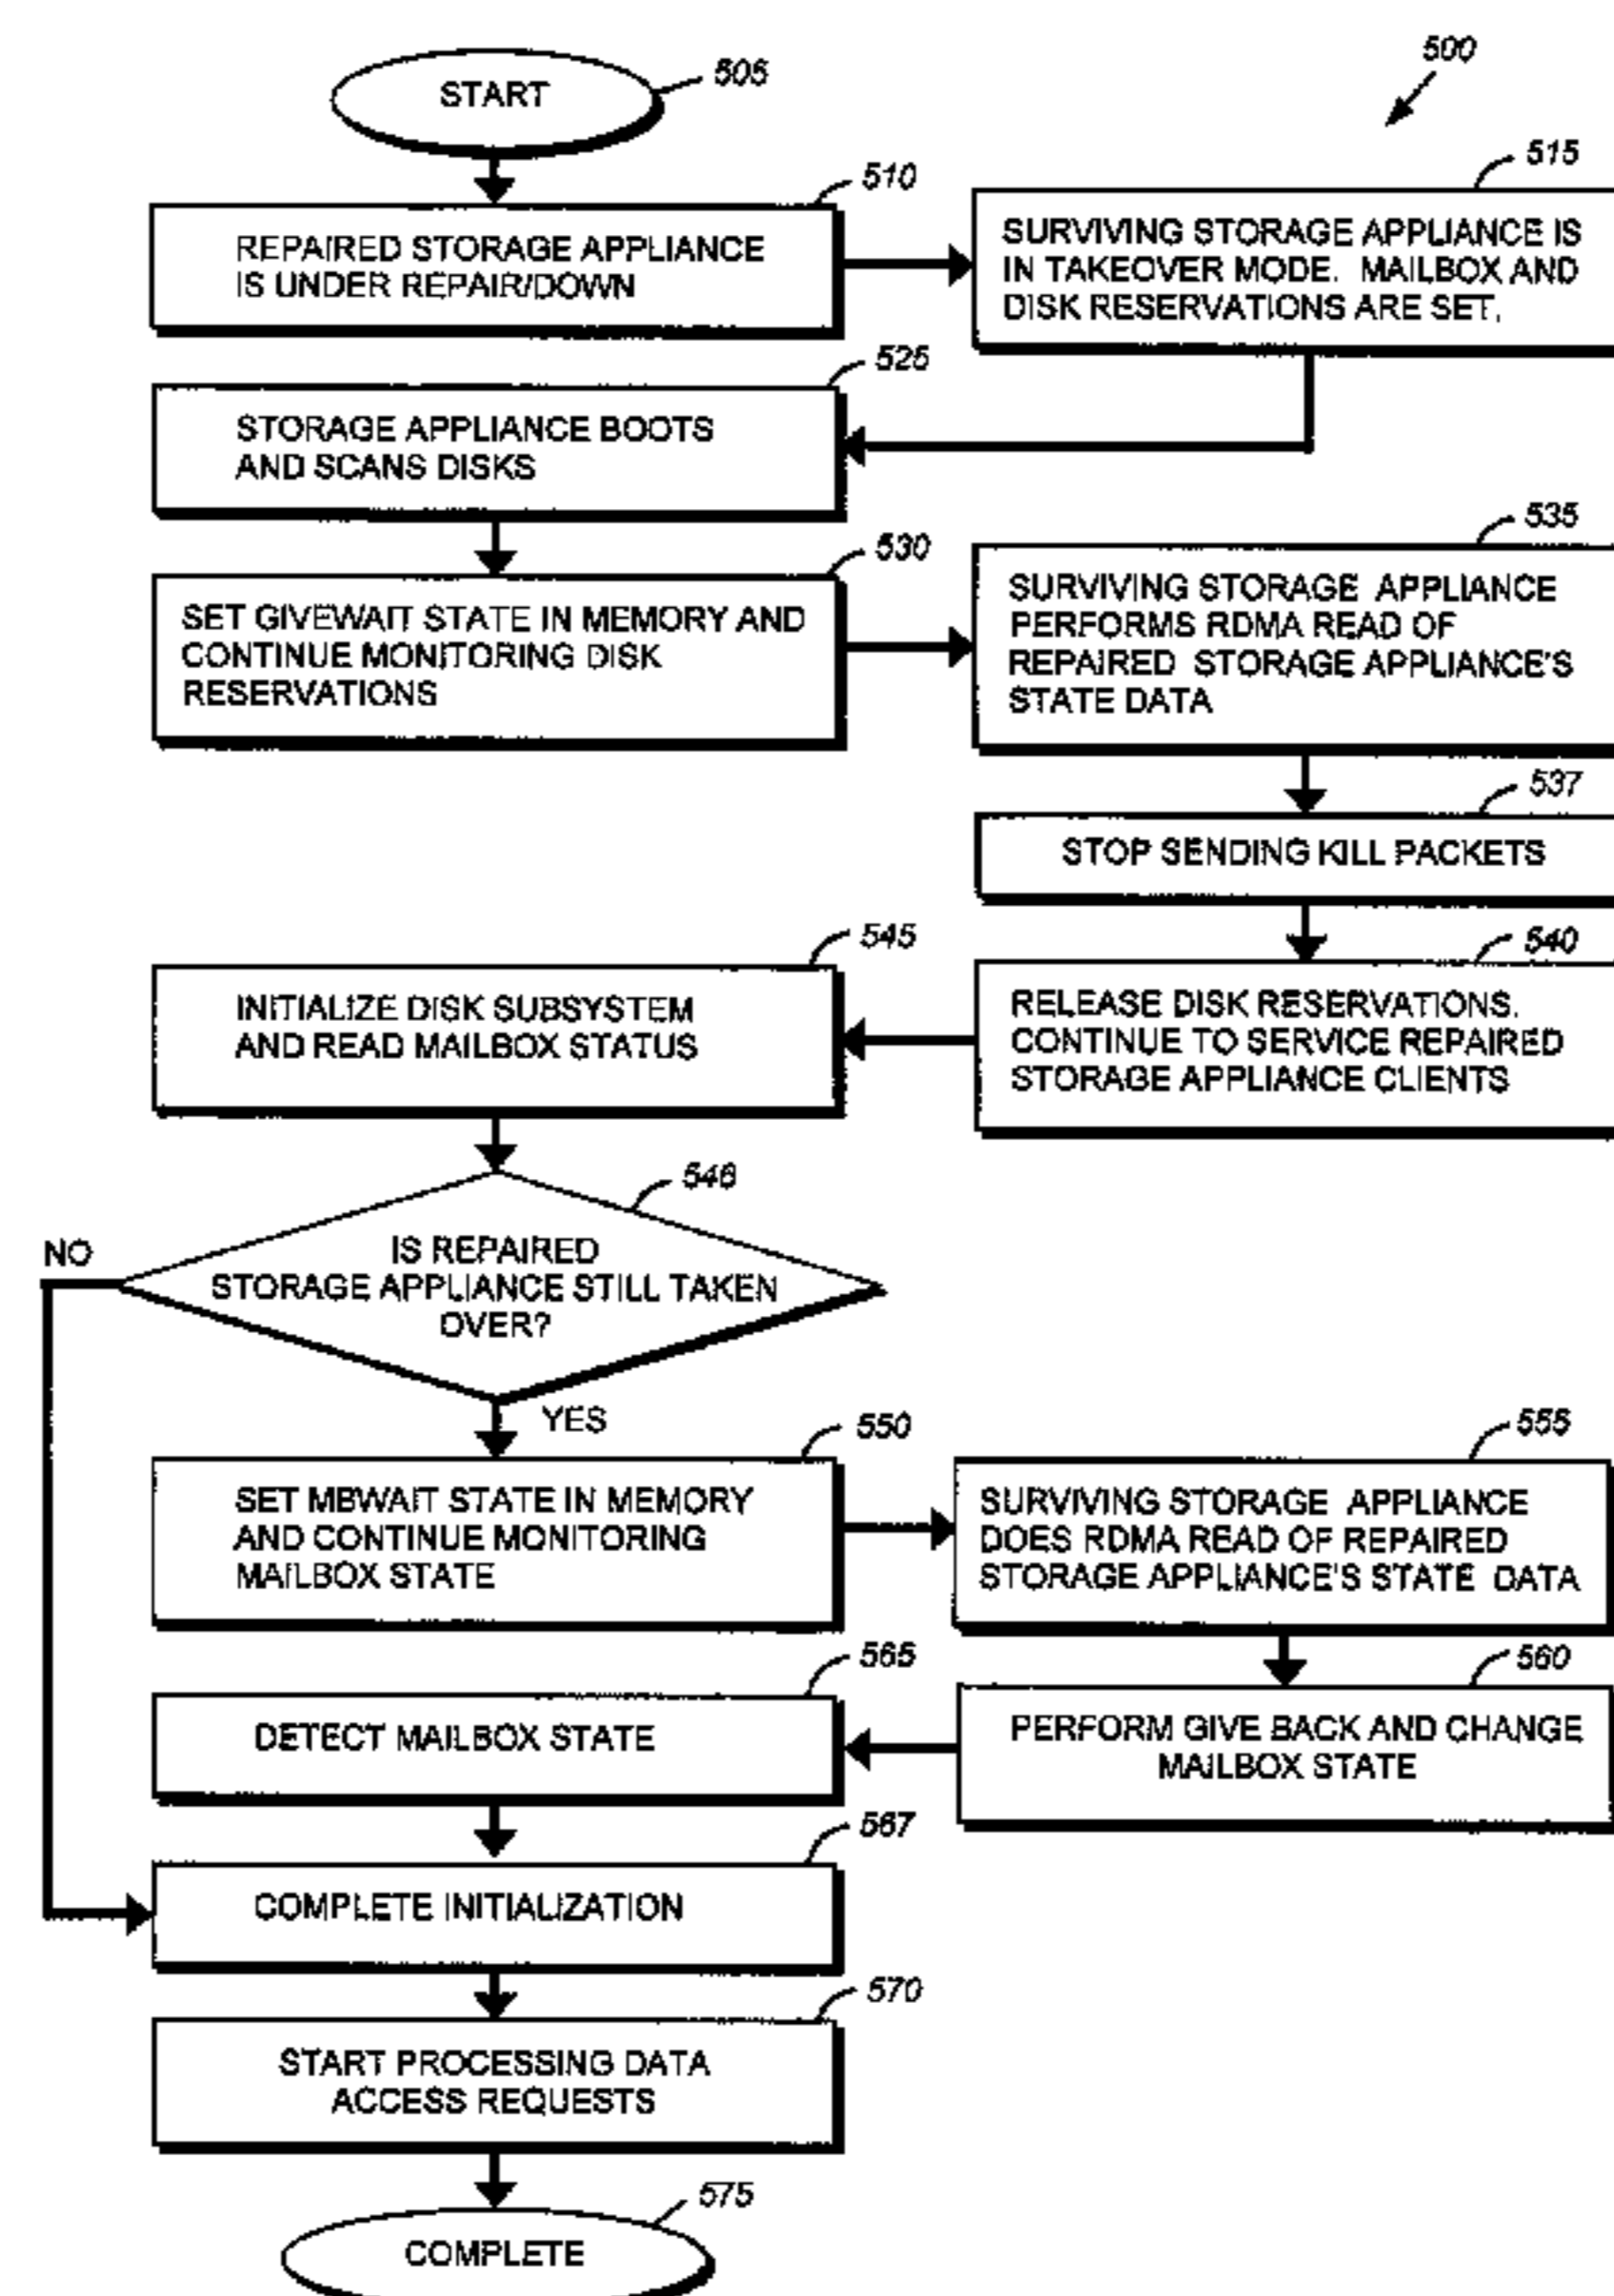 500
START
505
510
REPAIRED STORAGE APPLIANCE
IS UNDER REPAIR/DOWN
515
SURVIVING STORAGE APPLIANCE IS
IN TAKEOVER MODE. MAILBOX AND
DISK RESERVATIONS ARE SET.
525
STORAGE APPLIANCE BOOTS
AND SCANS DISKS
530
SET GIVEWAIT STATE IN MEMORY AND
CONTINUE MONITORING DISK
RESERVATIONS
535
SURVIVING STORAGE APPLIANCE
PERFORMS RDMA READ OF
REPAIRED STORAGE APPLIANCE'S
STATE DATA
537
STOP SENDING KILL PACKETS
540
RELEASE DISK RESERVATIONS.
CONTINUE TO SERVICE REPAIRED
STORAGE APPLIANCE CLIENTS
545
INITIALIZE DISK SUBSYSTEM
AND READ MAILBOX STATUS
546
IS REPAIRED
STORAGE APPLIANCE STILL TAKEN
OVER?
NO
YES
550
SET MBWAIT STATE IN MEMORY
AND CONTINUE MONITORING
MAILBOX STATE
555
SURVIVING STORAGE APPLIANCE
DOES RDMA READ OF REPAIRED
STORAGE APPLIANCE'S STATE DATA
560
PERFORM GIVE BACK AND CHANGE
MAILBOX STATE
565
DETECT MAILBOX STATE
567
COMPLETE INITIALIZATION
570
START PROCESSING DATA
ACCESS REQUESTS
575
COMPLETE